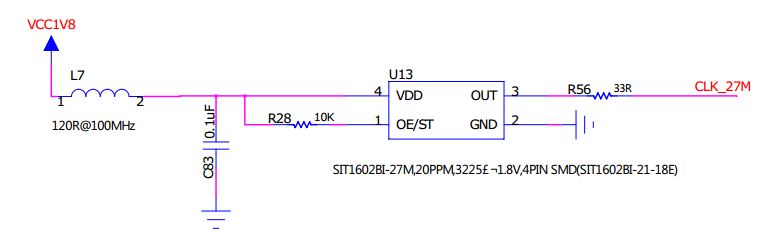 VCC1V8
L7
1 2
120R@100MHz
0.1uF
C83
R28 10K
U13
4 VDD OUT 3
1 OE/ST GND 2
R56 33R
CLK_27M
SIT1602BI-27M,20PPM,3225£¬1.8V,4PIN SMD(SIT1602BI-21-18E)